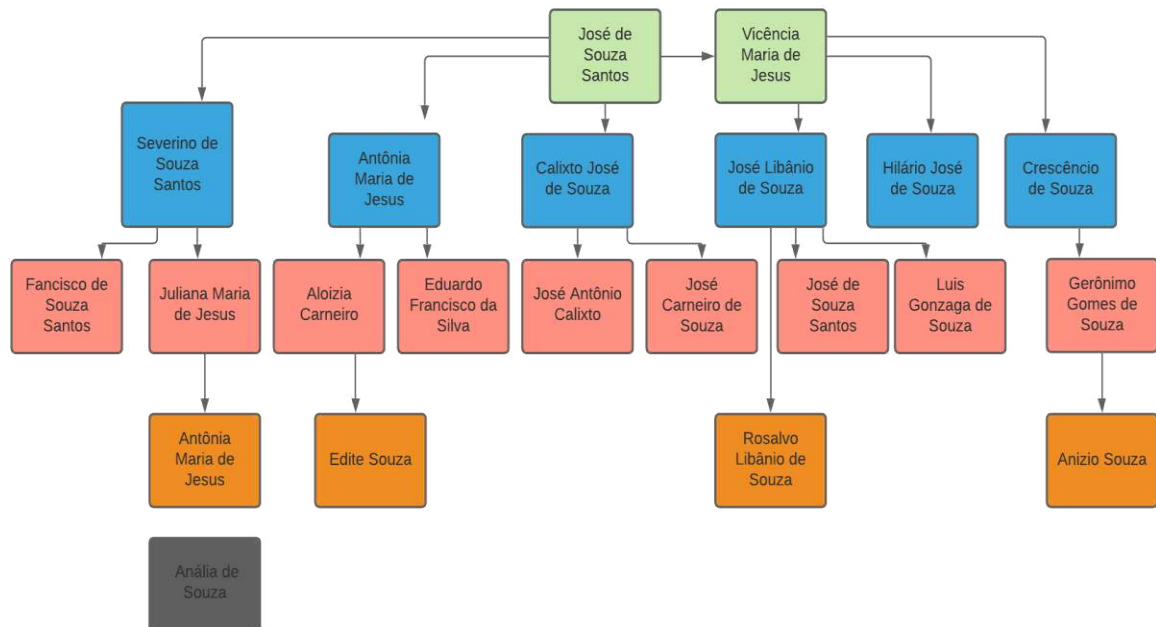 José de
Souza
Santos
Vicência
Maria de
Jesus
Severino de
Souza
Santos
Antônia
Maria de
Jesus
Calixto José
de Souza
José Libânio
de Souza
Hilário José
de Souza
Crescêncio
de Souza
Fancisco de
Souza
Santos
Juliana Maria
de Jesus
Aloizia
Carneiro
Eduardo
Francisco da
Silva
José Antônio
Calixto
José
Carneiro de
Souza
José de
Souza
Santos
Luis
Gonzaga de
Souza
Gerônimo
Gomes de
Souza
Antônia
Maria de
Jesus
Edite Souza
Rosalvo
Libânio de
Souza
Anizio Souza
Anália de
Souza